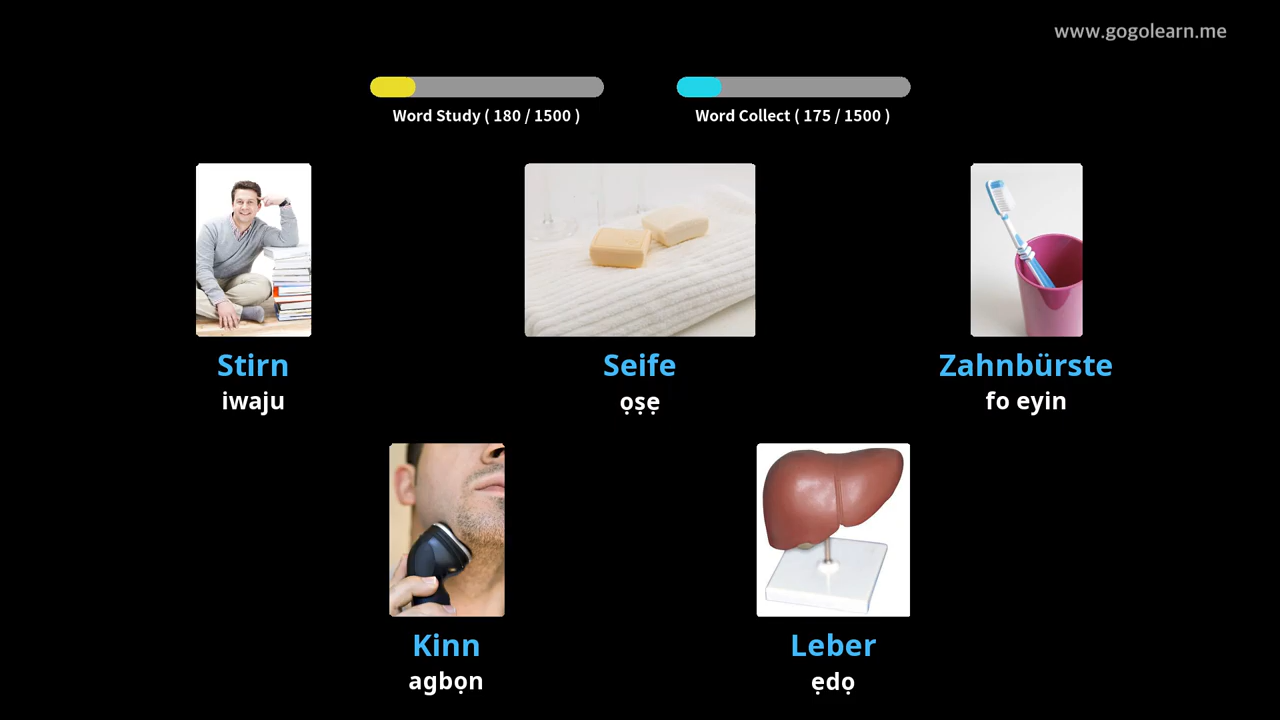 www.gogolearn.me
Word Study ( 180 / 1500 )
Word Collect ( 175 / 1500 )
Stirn
iwaju
Seife
ọṣẹ
Zahnbürste
fo eyin
Kinn
agbọn
Leber
ẹdọ